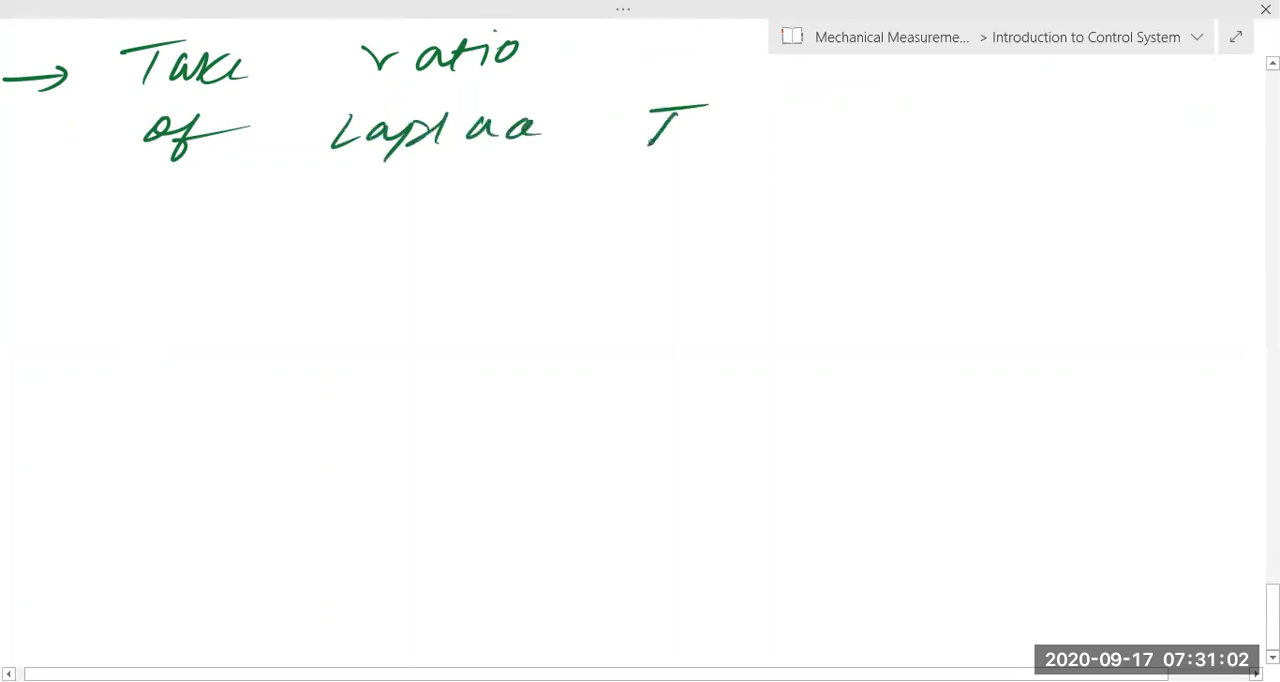 Mechanical Measureme... > Introduction to Control System
→ Take ratio
of Laplace T
2020-09-17 07:31:02